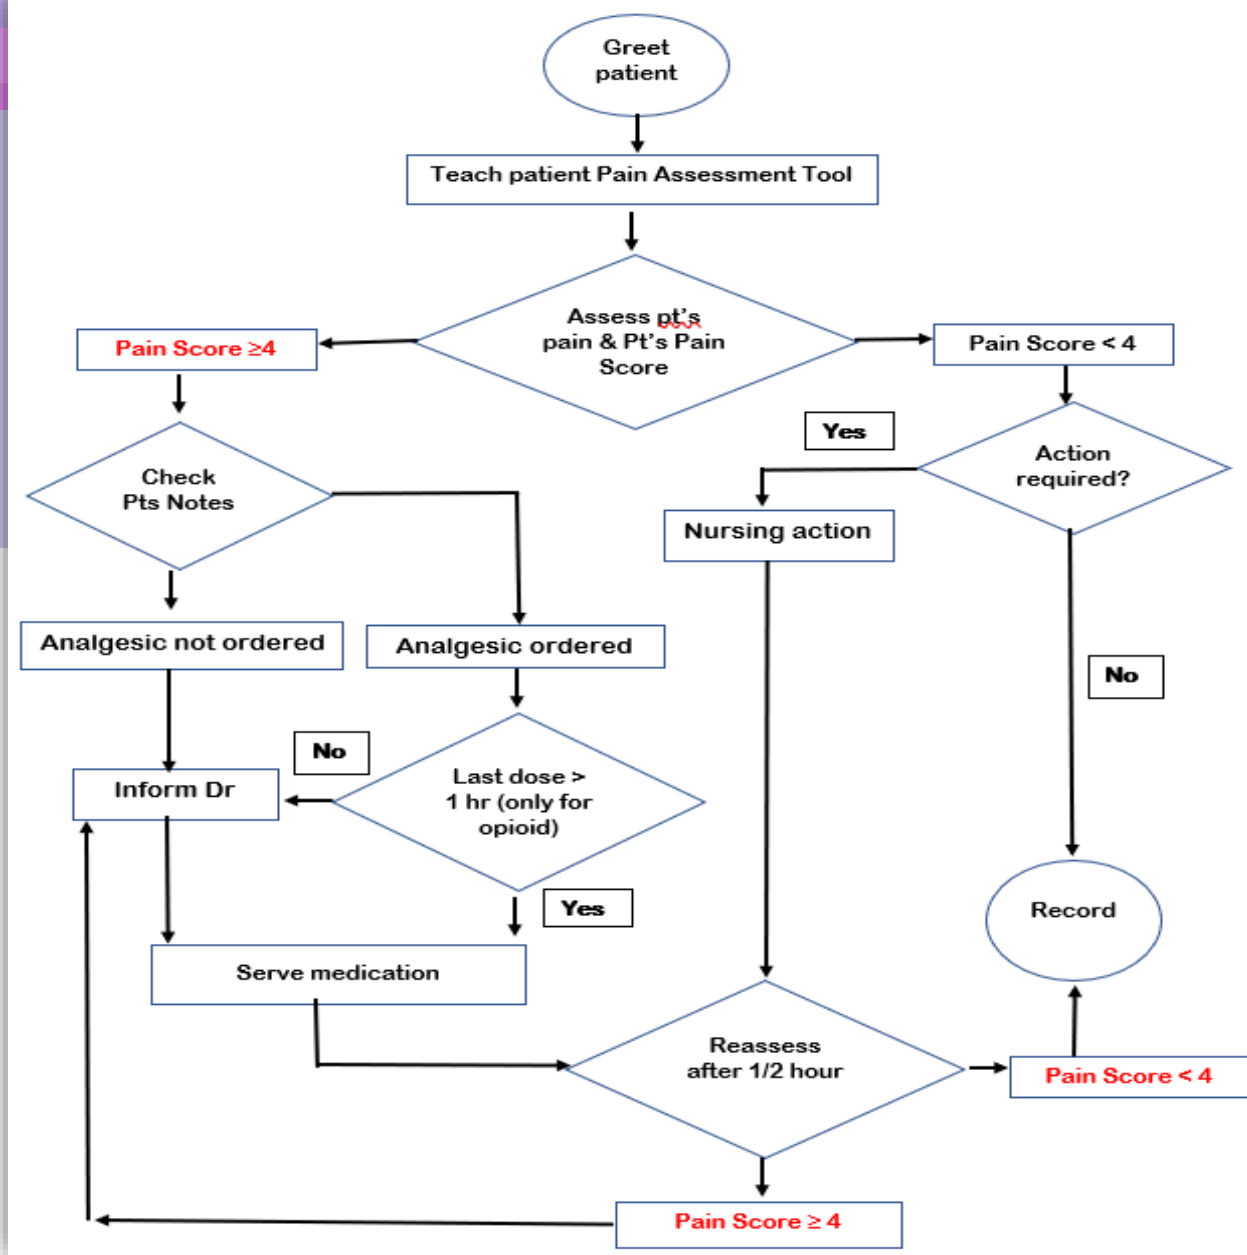 Greet
patient
Teach patient Pain Assessment Tool
Assess pt's
pain & Pt's Pain
Score
Pain Score ≥4
Pain Score < 4
Yes
Action
required?
Check
Pts Notes
Nursing action
Analgesic not ordered
Analgesic ordered
No
No
Last dose >
1 hr (only for
opioid)
Inform Dr
Yes
Record
Serve medication
Reassess
after 1/2 hour
Pain Score < 4
Pain Score ≥ 4